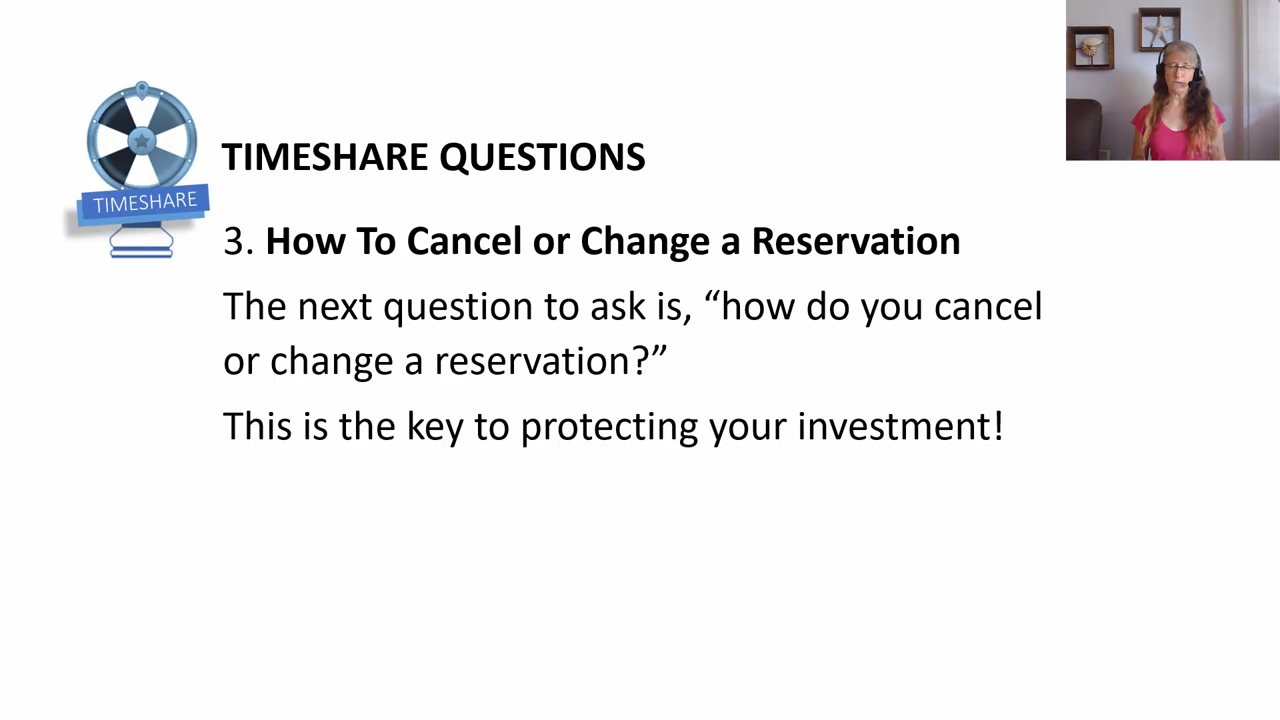 TIMESHARE
TIMESHARE QUESTIONS
3. How To Cancel or Change a Reservation
The next question to ask is, “how do you cancel
or change a reservation?”
This is the key to protecting your investment!